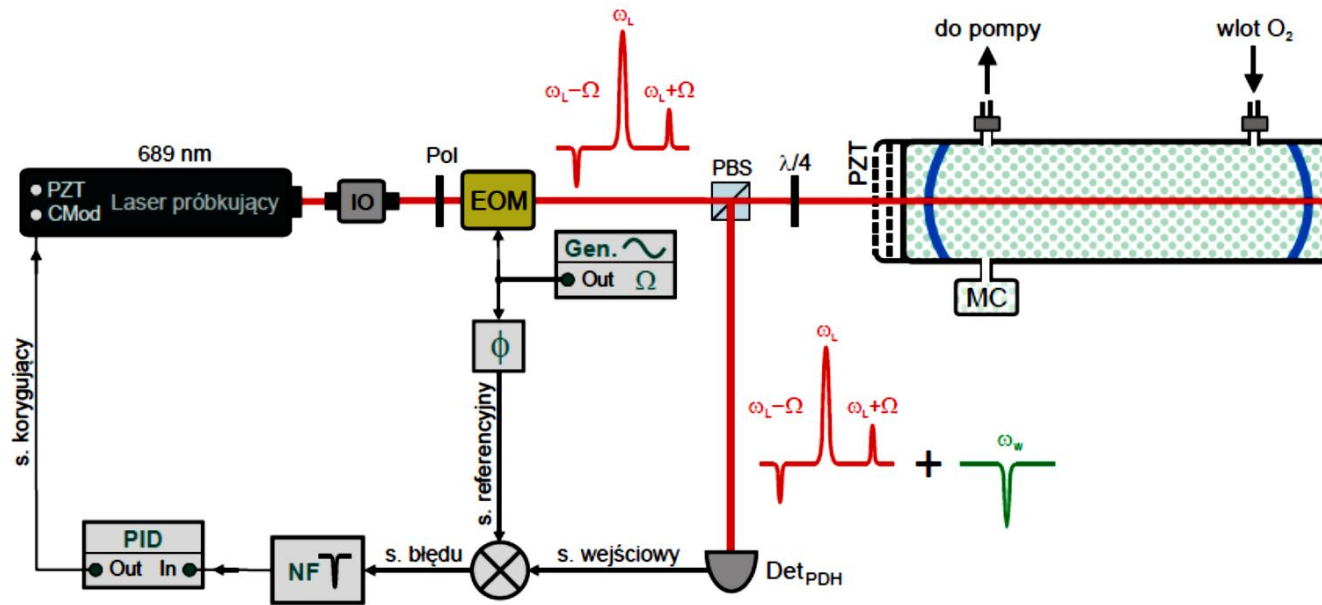 ω_L
do pompy
wlot O₂
ω_L−Ω
ω_L+Ω
689 nm
Pol
PBS
λ/4
PZT
PZT
CMod
Laser próbkujący
IO
EOM
Gen.
Out Ω
MC
ϕ
s. korygujący
s. referencyjny
ω_L
ω_L−Ω
ω_L+Ω
+
ω_w
PID
Out In
NF
s. błędu
s. wejściowy
Det_PDH